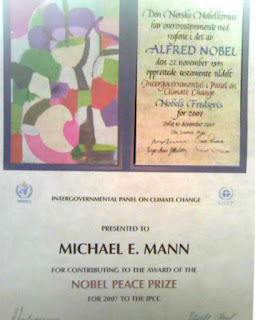 Den Norske Nobelkomite
har overensstemmende med
reglene i det av
ALFRED NOBEL
den 27. november 1895
opprettede testamente tildelt
Intergovernmental Panel on
Climate Change
Nobels Fredspris
for 2007
Oslo, 10. desember 2007
WMO
UNEP
INTERGOVERNMENTAL PANEL ON CLIMATE CHANGE
PRESENTED TO
MICHAEL E. MANN
FOR CONTRIBUTING TO THE AWARD OF THE
NOBEL PEACE PRIZE
FOR 2007 TO THE IPCC